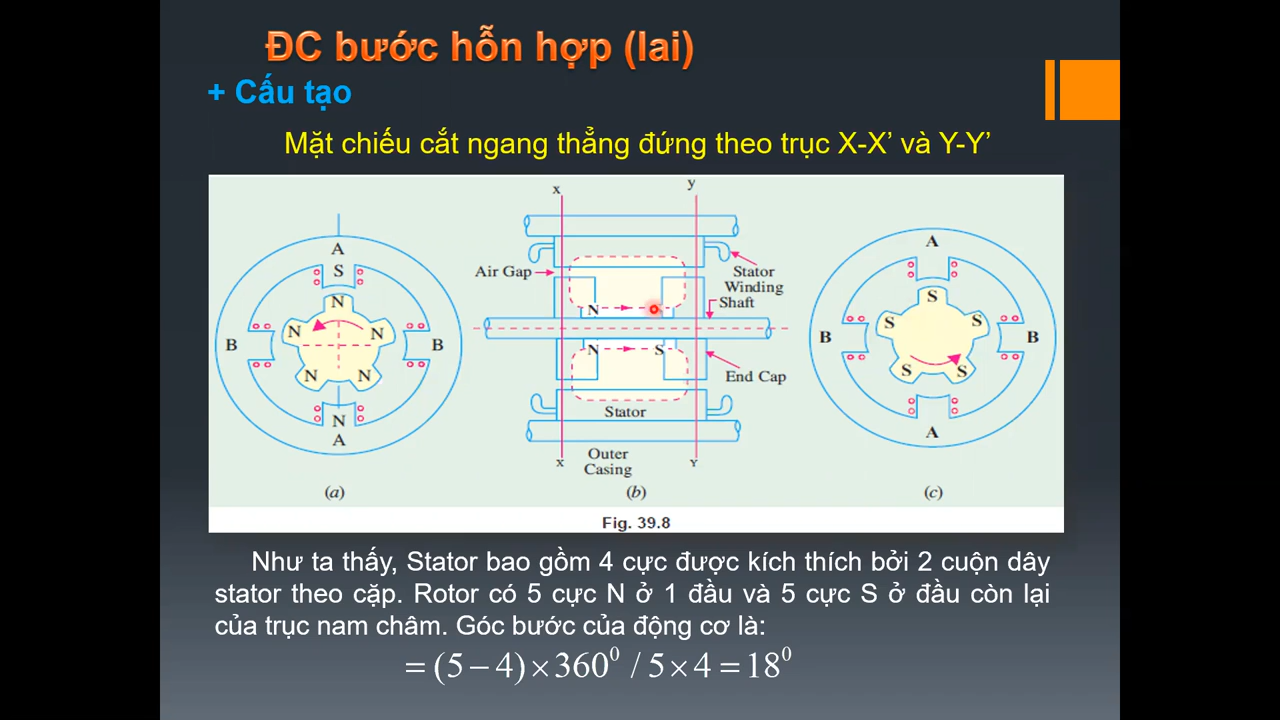 ĐC bước hỗn hợp (lai)
+ Cấu tạo
Mặt chiếu cắt ngang thẳng đứng theo trục X-X’ và Y-Y’
A
S
N
N
N
N
N
B
B
N
A
(a)
x
y
Air Gap
Stator
Winding
Shaft
N
N
S
End Cap
Stator
Outer
Casing
x
Y
(b)
A
S
S
S
S
S
B
B
A
(c)
Fig. 39.8
Như ta thấy, Stator bao gồm 4 cực được kích thích bởi 2 cuộn dây
stator theo cặp. Rotor có 5 cực N ở 1 đầu và 5 cực S ở đầu còn lại
của trục nam châm. Góc bước của động cơ là:
= (5 − 4) × 360⁰ / 5 × 4 = 18⁰